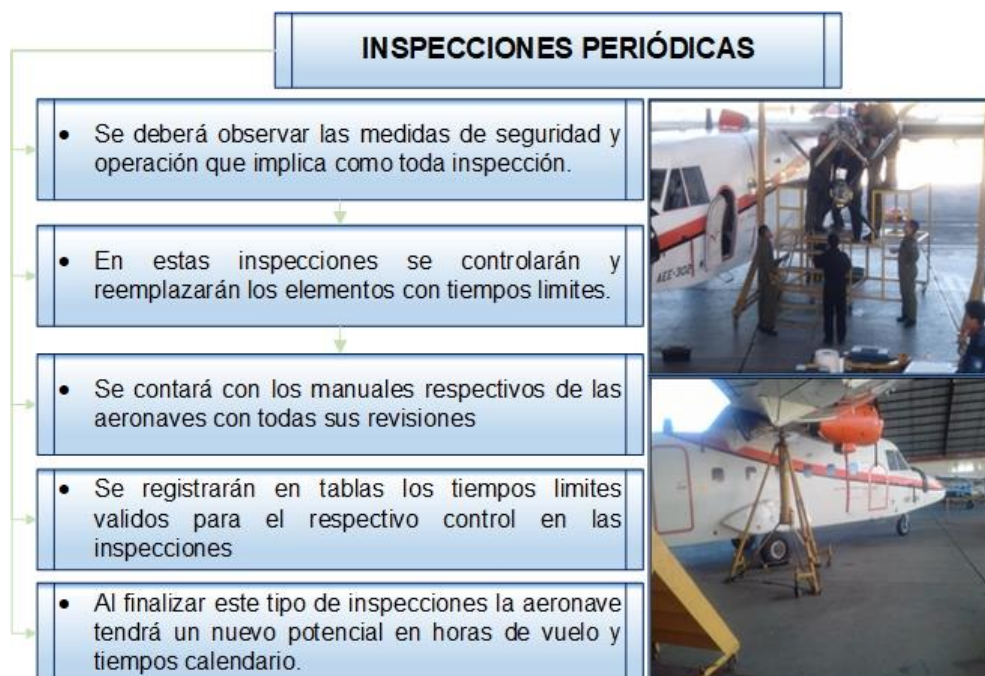 INSPECCIONES PERIÓDICAS
• Se deberá observar las medidas de seguridad y
operación que implica como toda inspección.
• En estas inspecciones se controlarán y
reemplazarán los elementos con tiempos limites.
• Se contará con los manuales respectivos de las
aeronaves con todas sus revisiones
• Se registrarán en tablas los tiempos limites
validos para el respectivo control en las
inspecciones
• Al finalizar este tipo de inspecciones la aeronave
tendrá un nuevo potencial en horas de vuelo y
tiempos calendario.
AEE-302